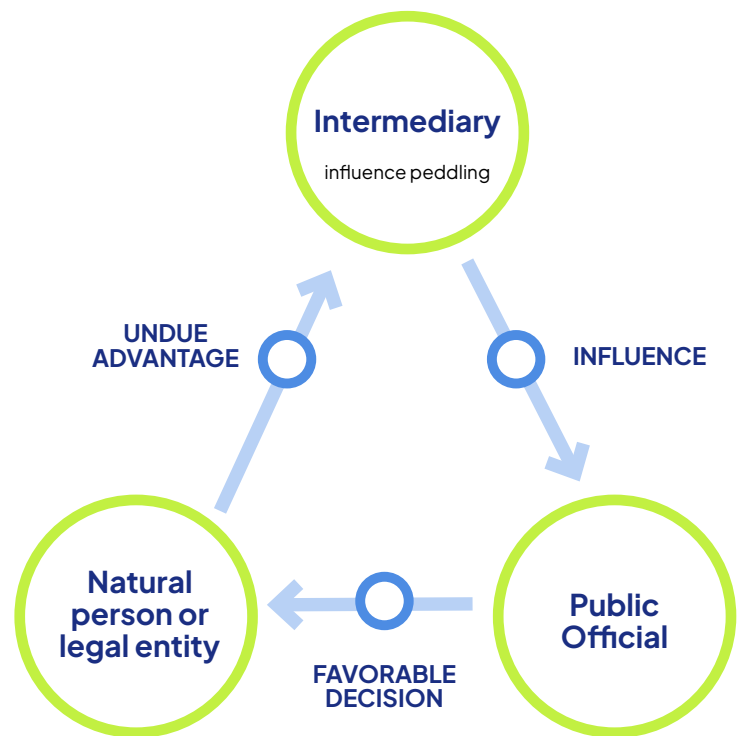 Intermediary
influence peddling
UNDUE
ADVANTAGE
INFLUENCE
Natural
person or
legal entity
Public
Official
FAVORABLE
DECISION